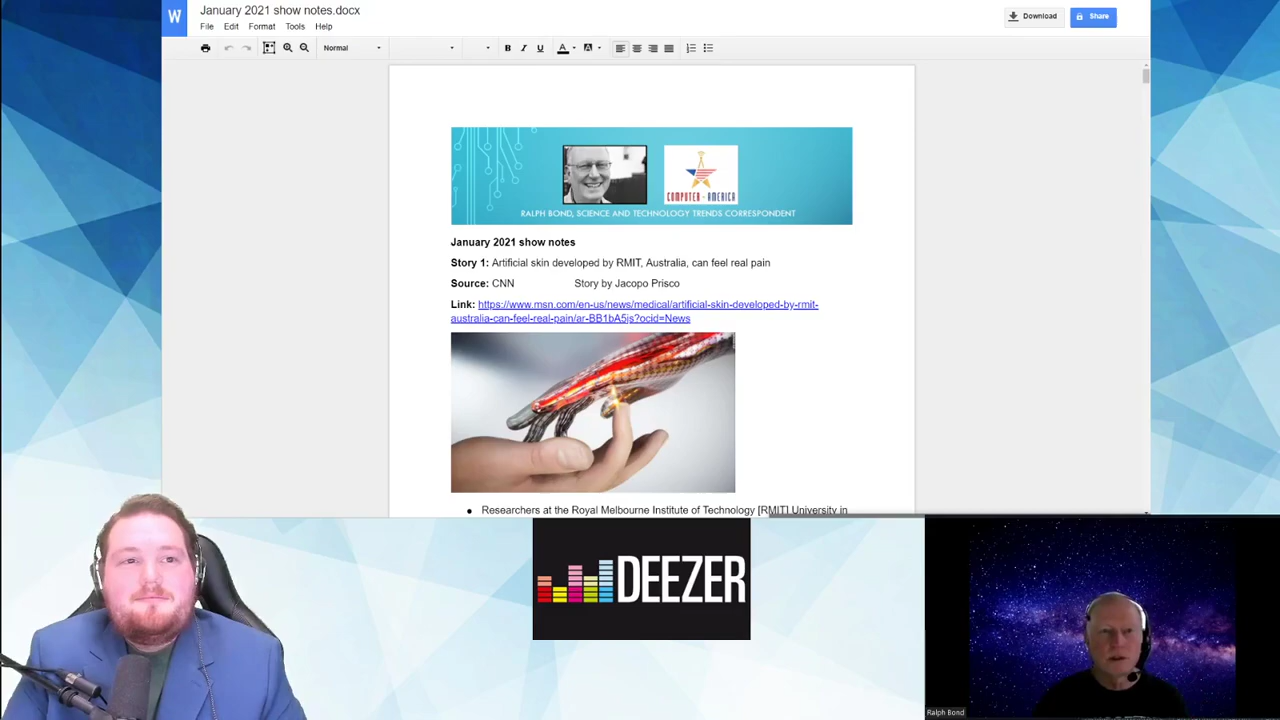 January 2021 show notes.docx
File Edit Format Tools Help
Download
Share
Normal
B I U A A
COMPUTER AMERICA
RALPH BOND, SCIENCE AND TECHNOLOGY TRENDS CORRESPONDENT
January 2021 show notes
Story 1: Artificial skin developed by RMIT, Australia, can feel real pain
Source: CNN Story by Jacopo Prisco
Link: https://www.msn.com/en-us/news/medical/artificial-skin-developed-by-rmit-
australia-can-feel-real-pain/ar-BB1bA5js?ocid=News
• Researchers at the Royal Melbourne Institute of Technology [RMIT] University in
DEEZER
Ralph Bond